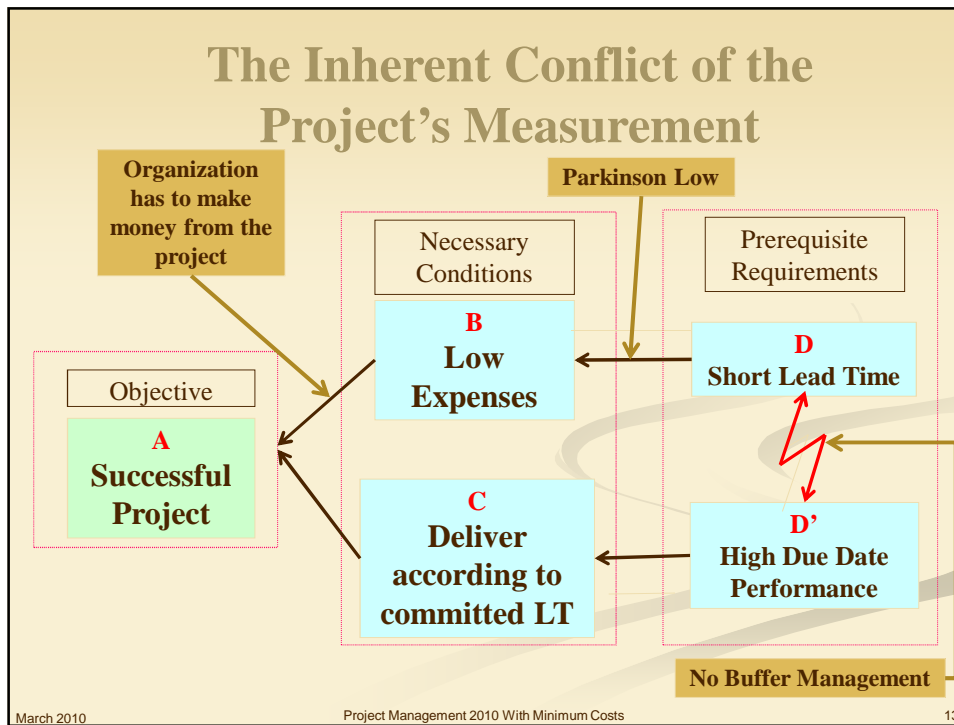 The Inherent Conflict of the
Project's Measurement
Organization
has to make
money from the
project
Parkinson Low
Necessary
Conditions
Prerequisite
Requirements
B
Low
Expenses
D
Short Lead Time
Objective
A
Successful
Project
C
Deliver
according to
committed LT
D'
High Due Date
Performance
No Buffer Management
March 2010
Project Management 2010 With Minimum Costs
13